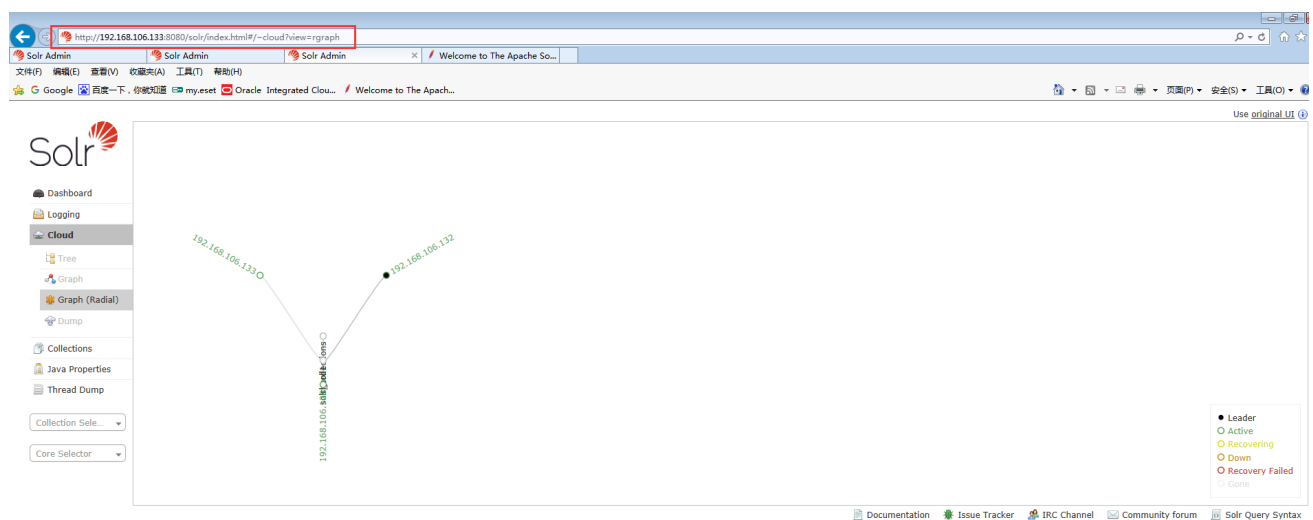 http://192.168.106.133:8080/solr/index.html#/~cloud?view=rgraph
Solr Admin
Solr Admin
Solr Admin
Welcome to The Apache So...
文件(F) 编辑(E) 查看(V) 收藏夹(A) 工具(T) 帮助(H)
Google 百度一下，你就知道 my.eset Oracle Integrated Clou... Welcome to The Apach...
页面(P) 安全(S) 工具(O)
Use original UI
Solr
Dashboard
Logging
Cloud
Tree
Graph
Graph (Radial)
Dump
Collections
Java Properties
Thread Dump
Collection Sele...
Core Selector
192.168.106.133
192.168.106.132
192.168.106.
Leader
Active
Recovering
Down
Recovery Failed
Gone
Documentation Issue Tracker IRC Channel Community forum Solr Query Syntax